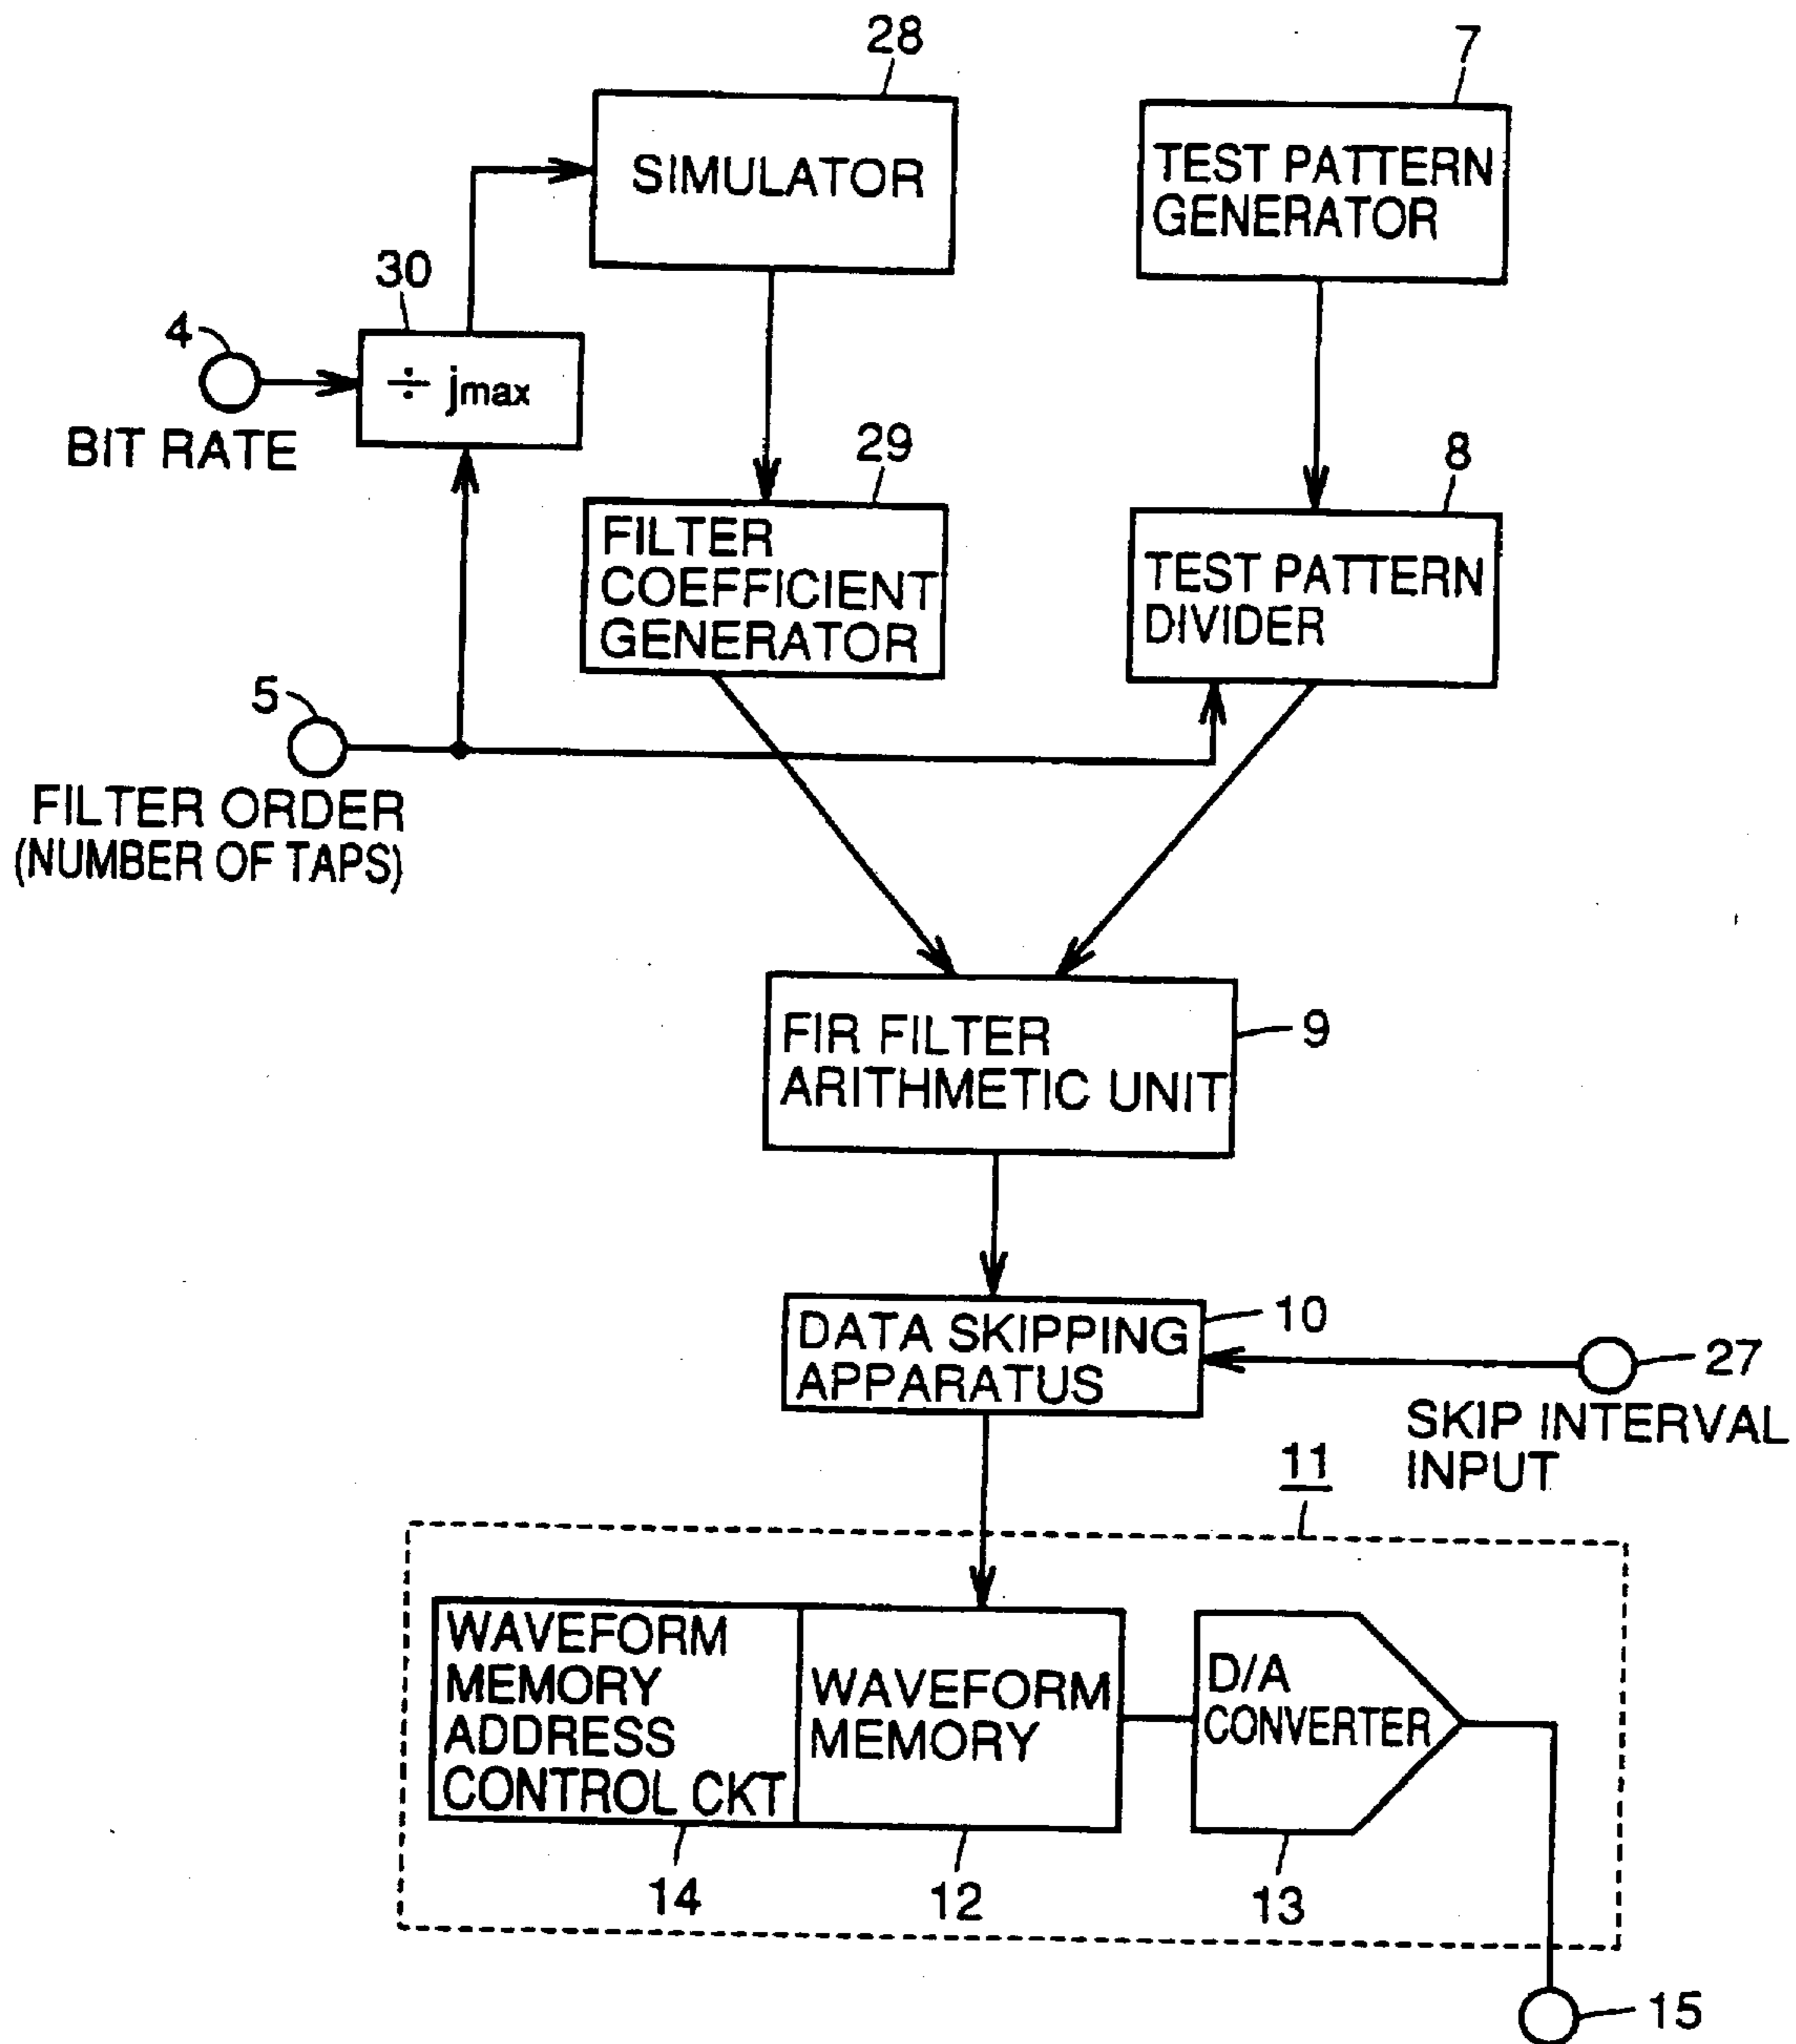 28
7
SIMULATOR
TEST PATTERN
GENERATOR
30
4
÷ jmax
BIT RATE
29
8
FILTER
COEFFICIENT
GENERATOR
TEST PATTERN
DIVIDER
5
FILTER ORDER
(NUMBER OF TAPS)
FIR FILTER
ARITHMETIC UNIT
9
DATA SKIPPING
APPARATUS
10
27
SKIP INTERVAL
INPUT
11
WAVEFORM
MEMORY
ADDRESS
CONTROL CKT
WAVEFORM
MEMORY
D/A
CONVERTER
14
12
13
15